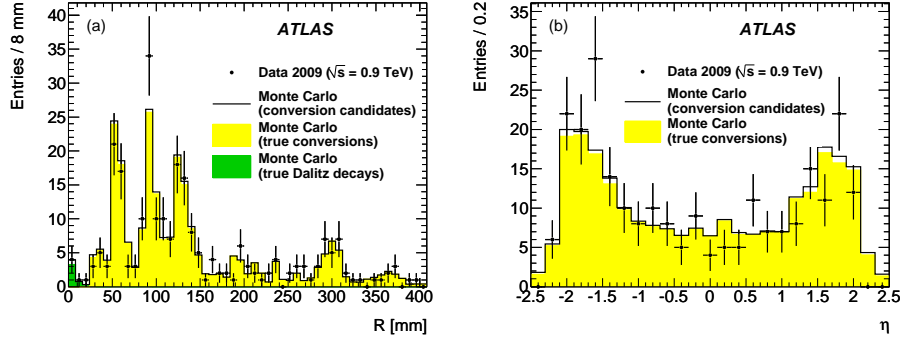 (a)
ATLAS
Entries / 8 mm
40
35
30
25
20
15
10
5
0
Data 2009 (√s = 0.9 TeV)
Monte Carlo
(conversion candidates)
Monte Carlo
(true conversions)
Monte Carlo
(true Dalitz decays)
0 50 100 150 200 250 300 350 400
R [mm]
(b)
ATLAS
Entries / 0.2
35
30
25
20
15
10
5
0
Data 2009 (√s = 0.9 TeV)
Monte Carlo
(conversion candidates)
Monte Carlo
(true conversions)
-2.5 -2 -1.5 -1 -0.5 0 0.5 1 1.5 2 2.5
η